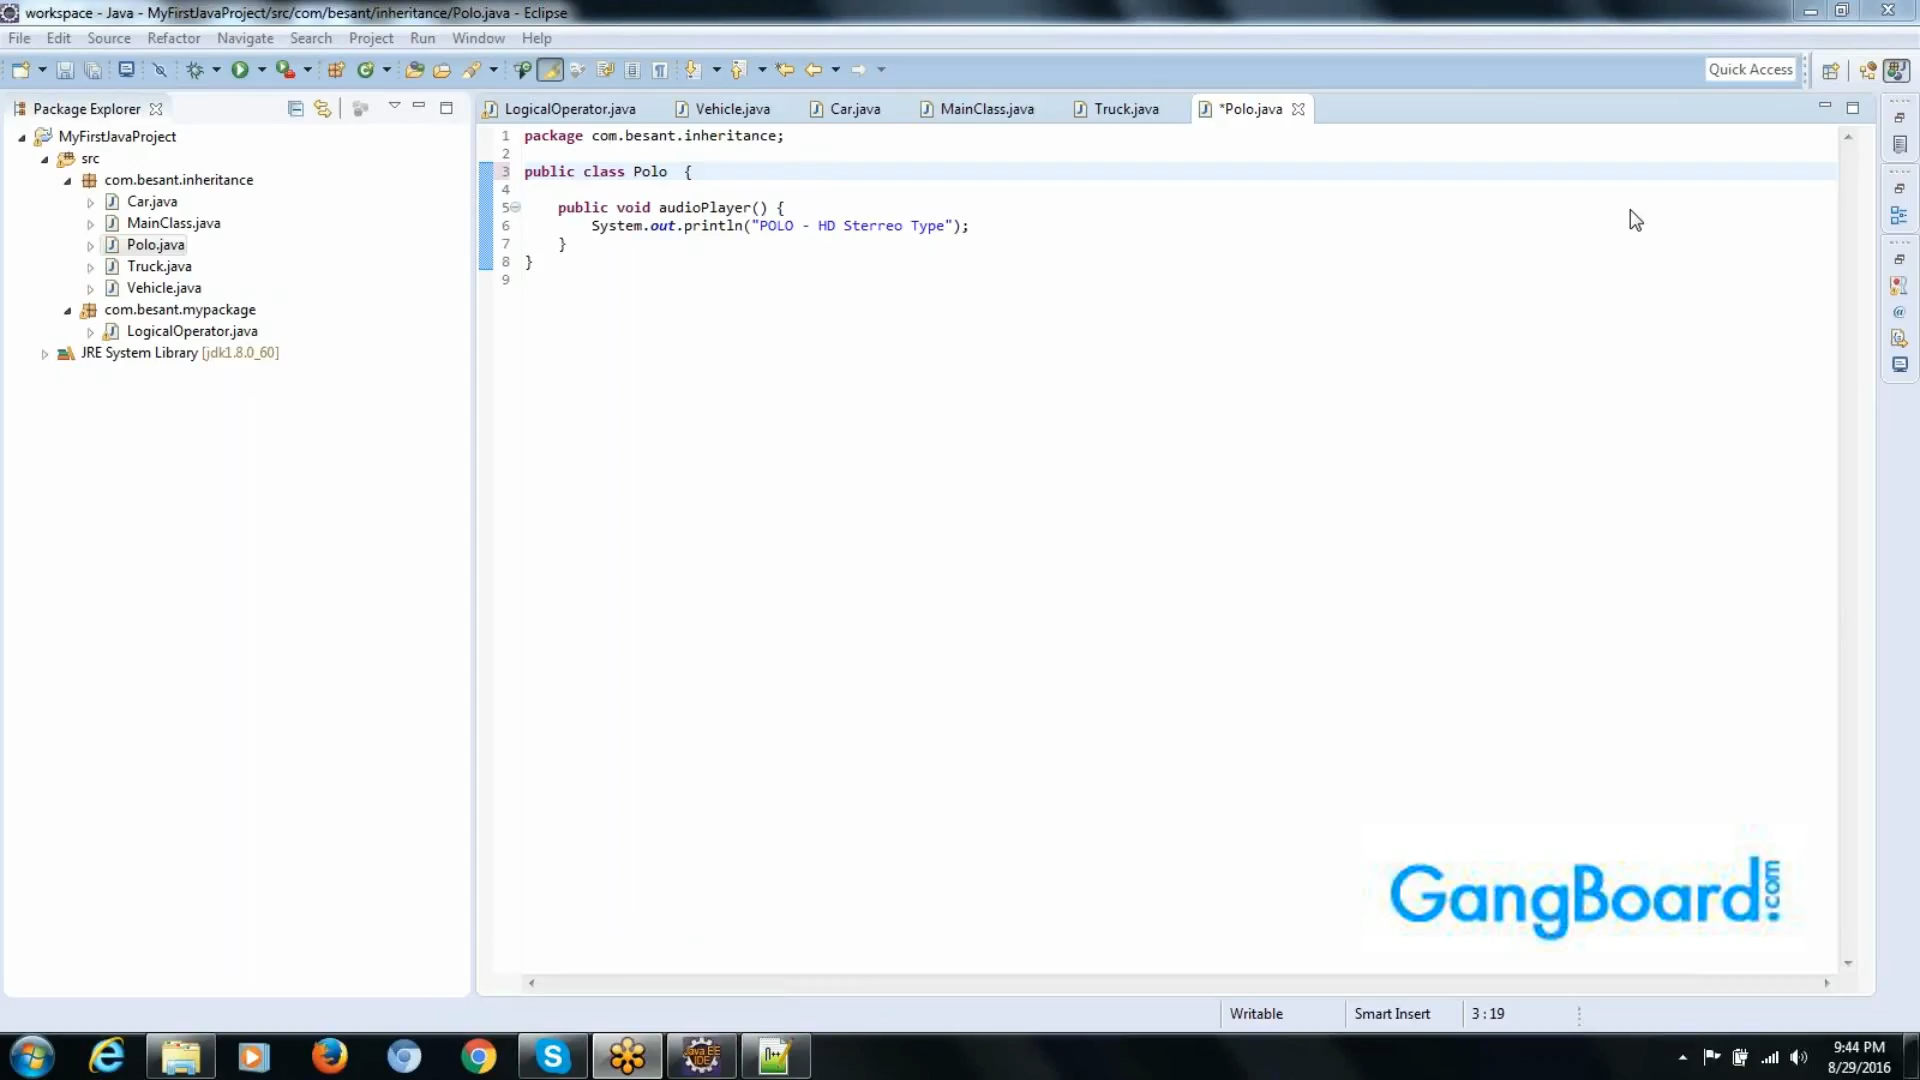 workspace - Java - MyFirstJavaProject/src/com/besant/inheritance/Polo.java - Eclipse
File Edit Source Refactor Navigate Search Project Run Window Help
Quick Access
Package Explorer
LogicalOperator.java Vehicle.java Car.java MainClass.java Truck.java *Polo.java
MyFirstJavaProject
src
com.besant.inheritance
Car.java
MainClass.java
Polo.java
Truck.java
Vehicle.java
com.besant.mypackage
LogicalOperator.java
JRE System Library [jdk1.8.0_60]
1 package com.besant.inheritance;
2
3 public class Polo  {
4
5     public void audioPlayer() {
6         System.out.println("POLO - HD Sterreo Type");
7     }
8 }
9
GangBoard.com
Writable Smart Insert 3 : 19
Java EE
IDE
9:44 PM
8/29/2016